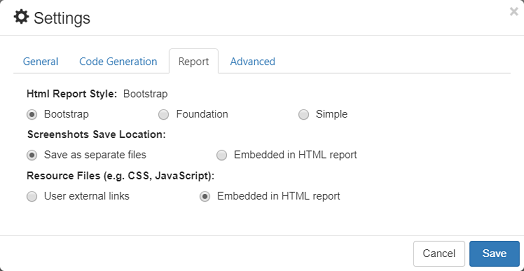 Settings
×
General Code Generation Report Advanced
Html Report Style: Bootstrap
Bootstrap Foundation Simple
Screenshots Save Location:
Save as separate files Embedded in HTML report
Resource Files (e.g. CSS, JavaScript):
User external links Embedded in HTML report
Cancel Save